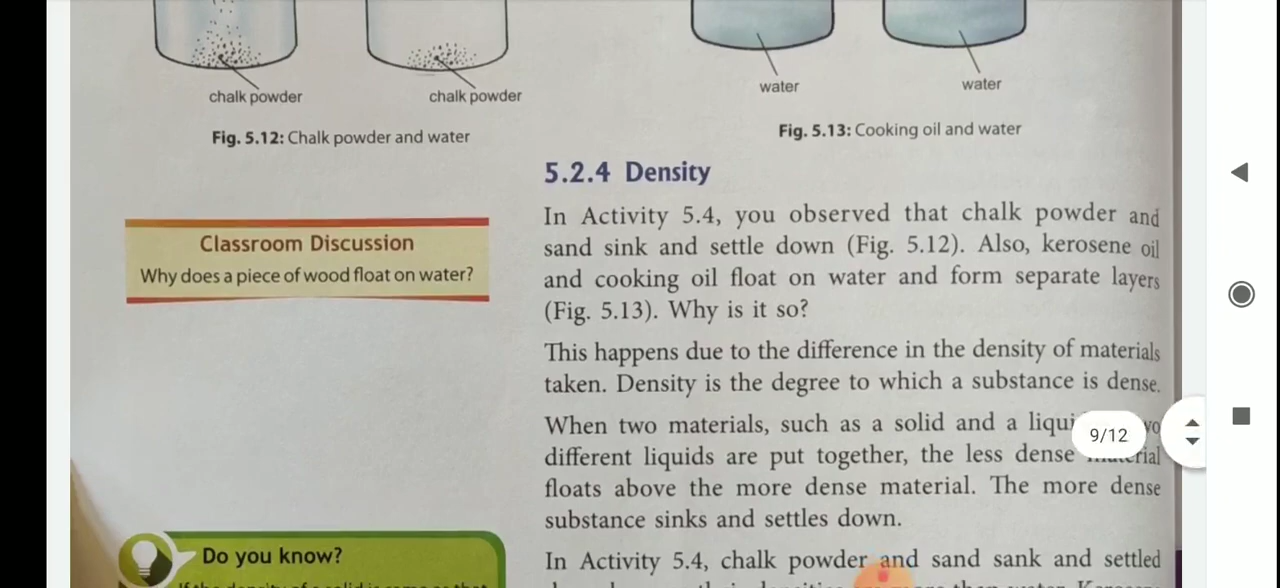 chalk powder
chalk powder
Fig. 5.12: Chalk powder and water
water
water
Fig. 5.13: Cooking oil and water
Classroom Discussion
Why does a piece of wood float on water?
5.2.4 Density
In Activity 5.4, you observed that chalk powder and
sand sink and settle down (Fig. 5.12). Also, kerosene oil
and cooking oil float on water and form separate layers
(Fig. 5.13). Why is it so?
This happens due to the difference in the density of materials
taken. Density is the degree to which a substance is dense.
When two materials, such as a solid and a
different liquids are put together, the less dense
floats above the more dense material. The more dense
substance sinks and settles down.
In Activity 5.4, chalk powder and sand sank and settled
9/12
Do you know?